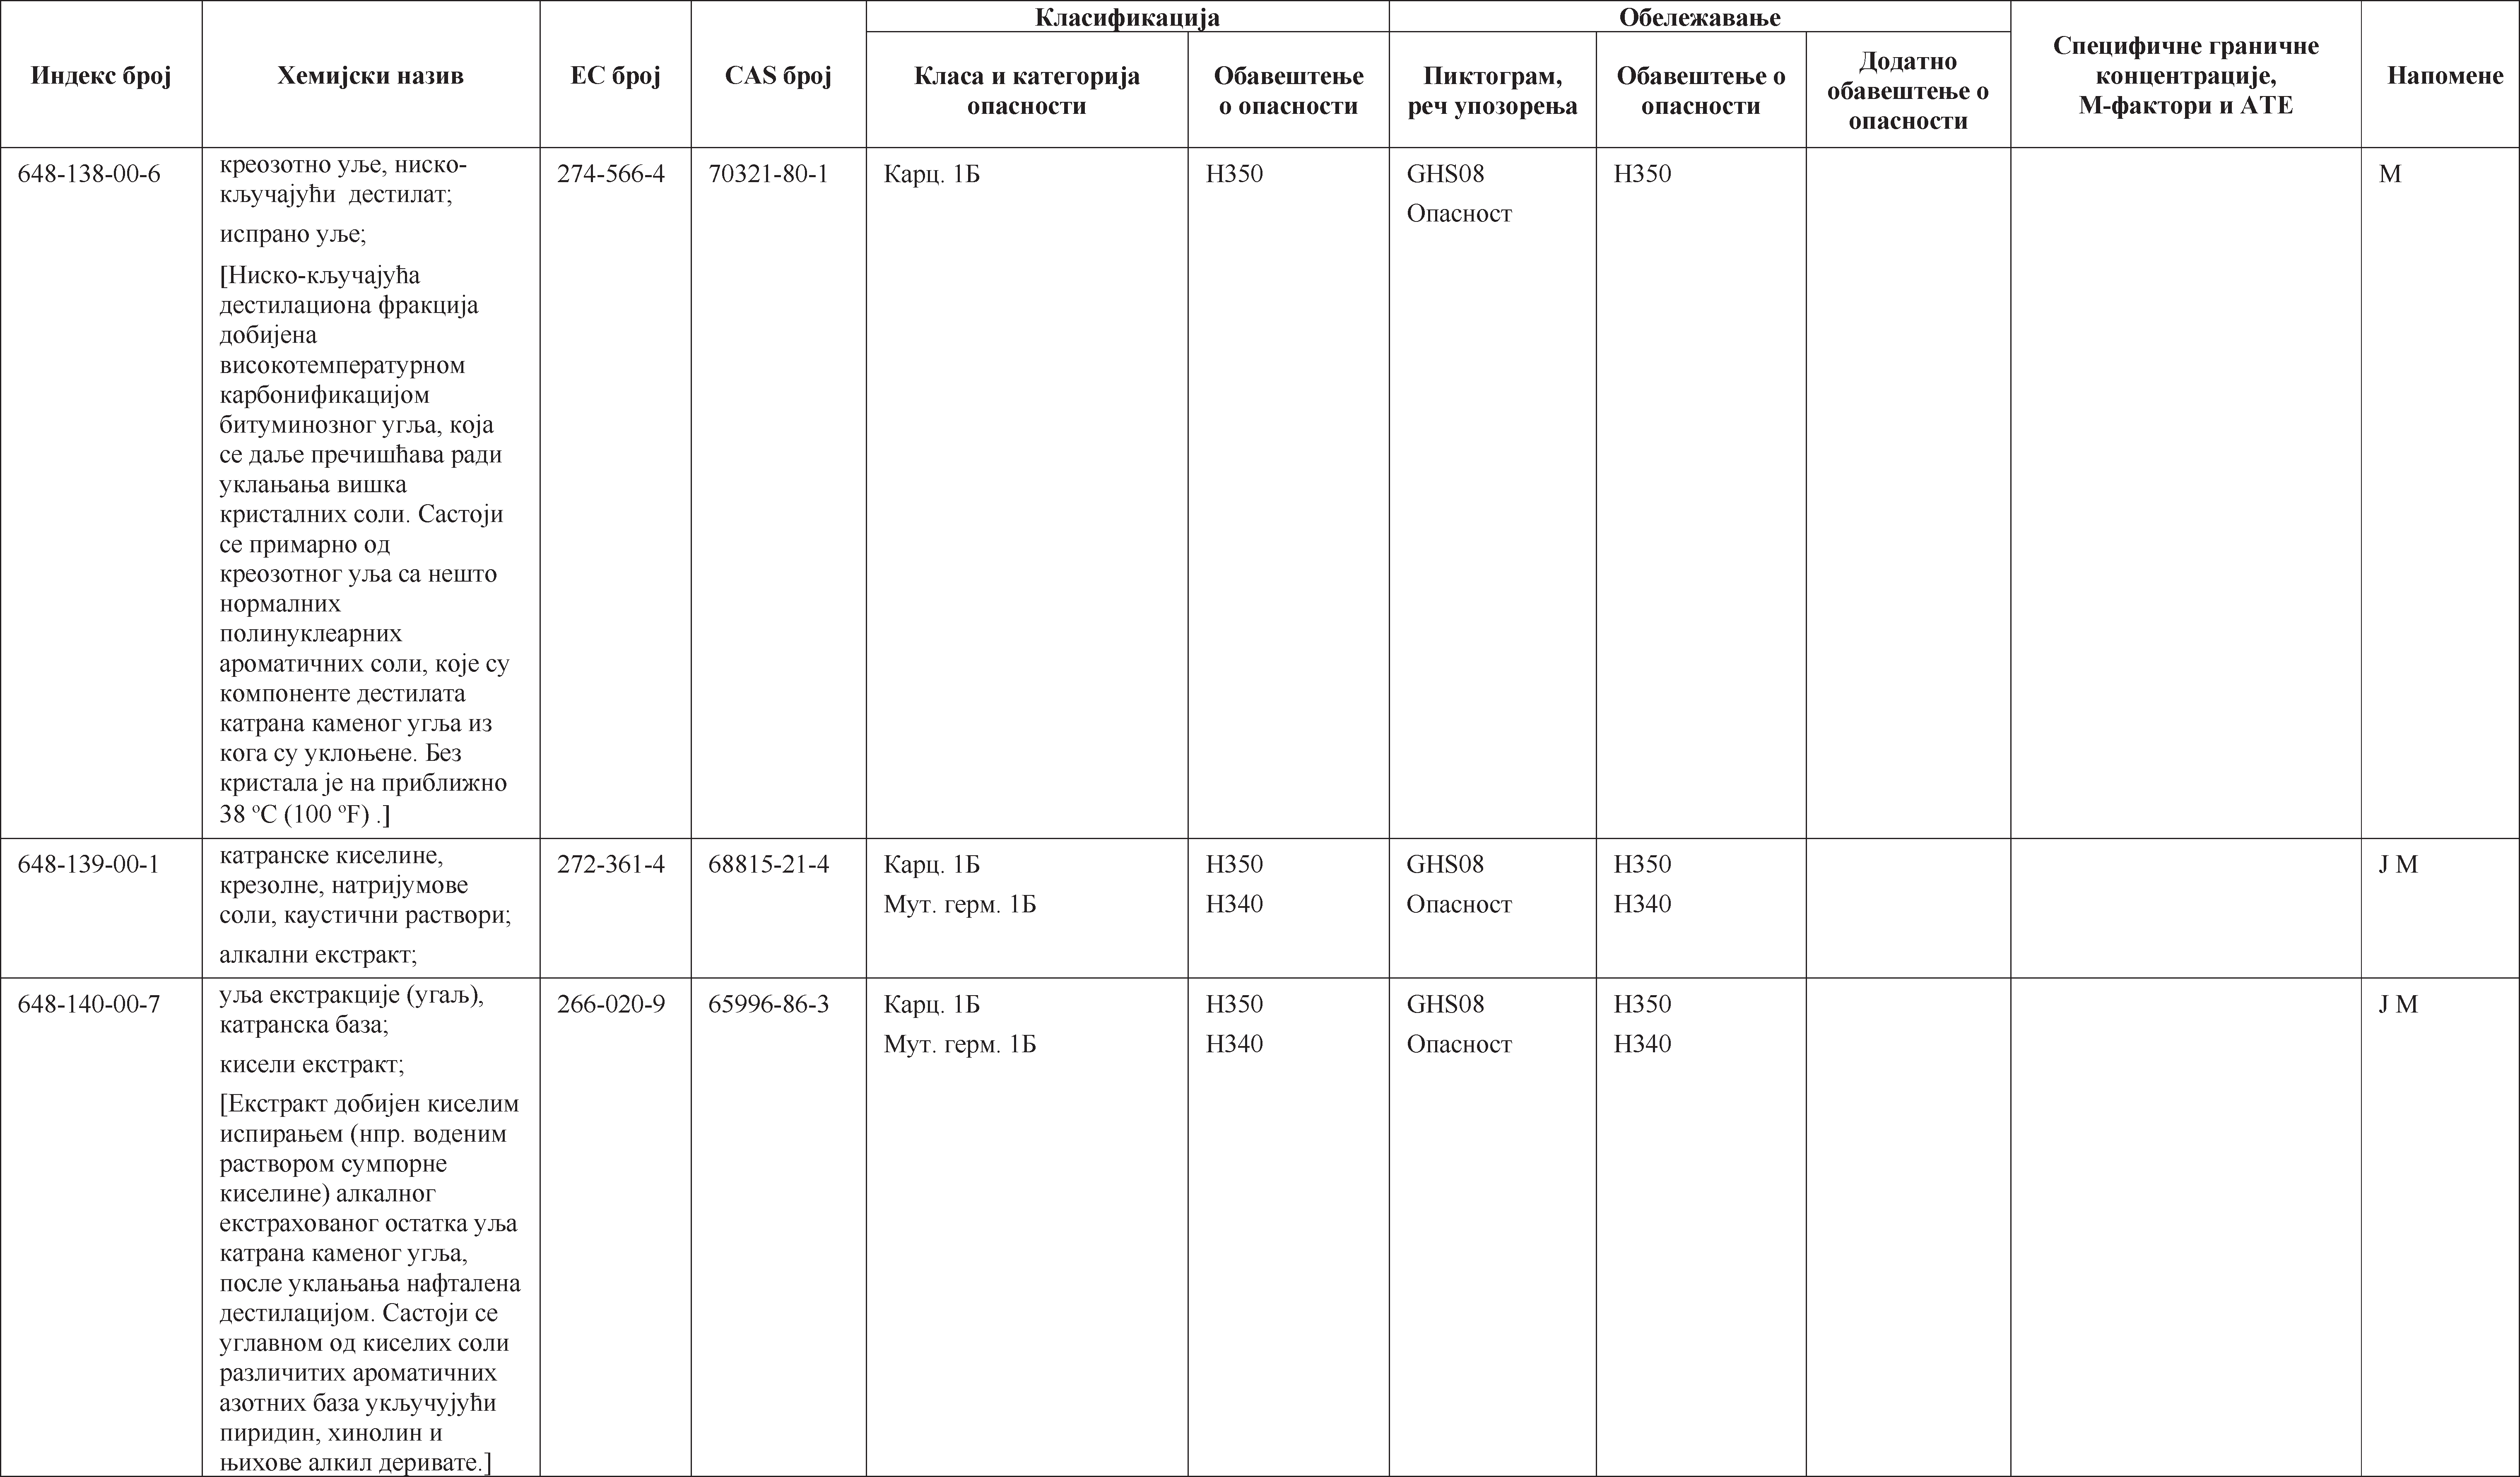 Класификација
Обележавање
Индекс број
Хемијски назив
ЕС број
CAS број
Класа и категорија
опасности
Обавештење
о опасности
Пиктограм,
реч упозорења
Обавештење о
опасности
Додатно
обавештење о
опасности
Специфичне граничне
концентрације,
М-фактори и АТЕ
Напомене
648-138-00-6
креозотно уље, ниско-
кључајући дестилат;
испрано уље;
[Ниско-кључајућа
дестилациона фракција
добијена
високотемпературном
карбонификацијом
битуминозног угља, која
се даље пречишћава ради
уклањања вишка
кристалних соли. Састоји
се примарно од
креозотног уља са нешто
нормалних
полинуклеарних
ароматичних соли, које су
компоненте дестилата
катрана каменог угља из
кога су уклоњене. Без
кристала је на приближно
38 ºC (100 ºF) .]
274-566-4
70321-80-1
Карц. 1Б
H350
GHS08
Опасност
H350
M
648-139-00-1
катранске киселине,
крезолне, натријумове
соли, каустични раствори;
алкални екстракт;
272-361-4
68815-21-4
Карц. 1Б
Мут. герм. 1Б
H350
H340
GHS08
Опасност
H350
H340
J M
648-140-00-7
уља екстракције (угаљ),
катранска база;
кисели екстракт;
[Екстракт добијен киселим
испирањем (нпр. воденим
раствором сумпорне
киселине) алкалног
екстрахованог остатка уља
катрана каменог угља,
после уклањања нафталена
дестилацијом. Састоји се
углавном од киселих соли
различитих ароматичних
азотних база укључујући
пиридин, хинолин и
њихове алкил деривате.]
266-020-9
65996-86-3
Карц. 1Б
Мут. герм. 1Б
H350
H340
GHS08
Опасност
H350
H340
J M